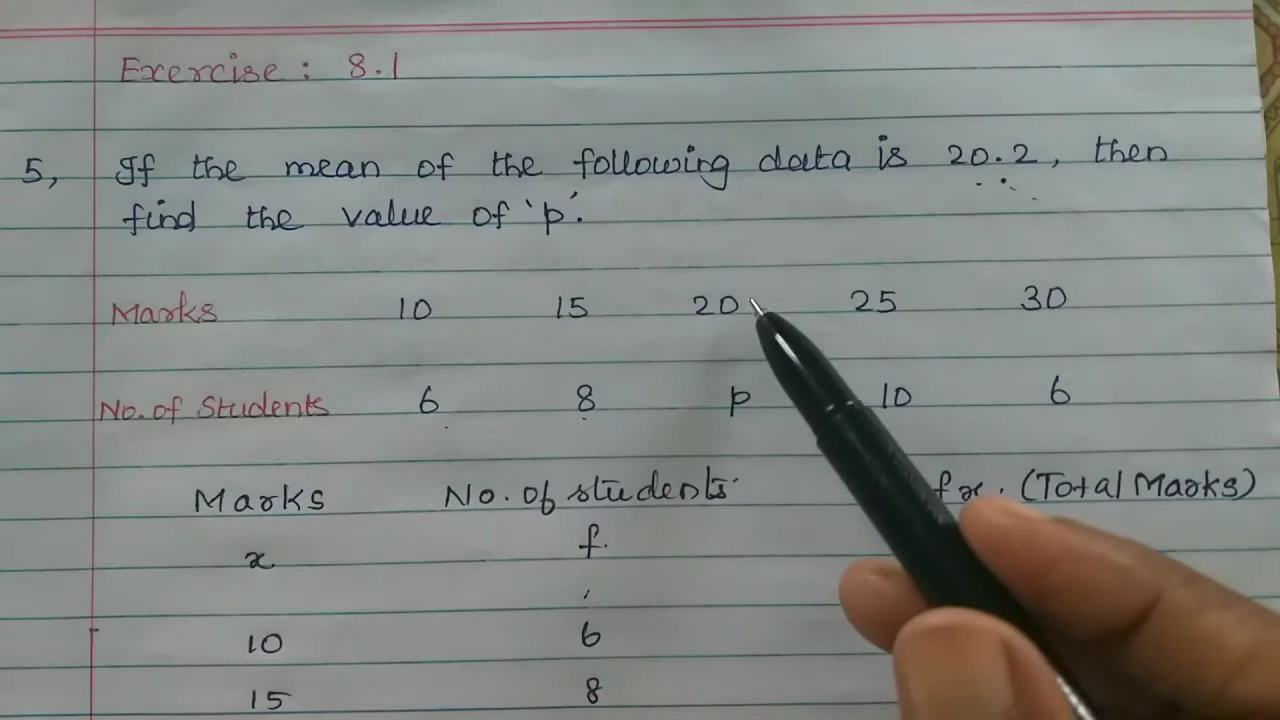 Exercise : 8.1
5, If the mean of the following data is 20.2, then
find the value of 'p'.
Marks 10 15 20 25 30
No. of Students 6 8 p 10 6
Marks No. of students fx. (Total Marks)
x f
10 6
15 8